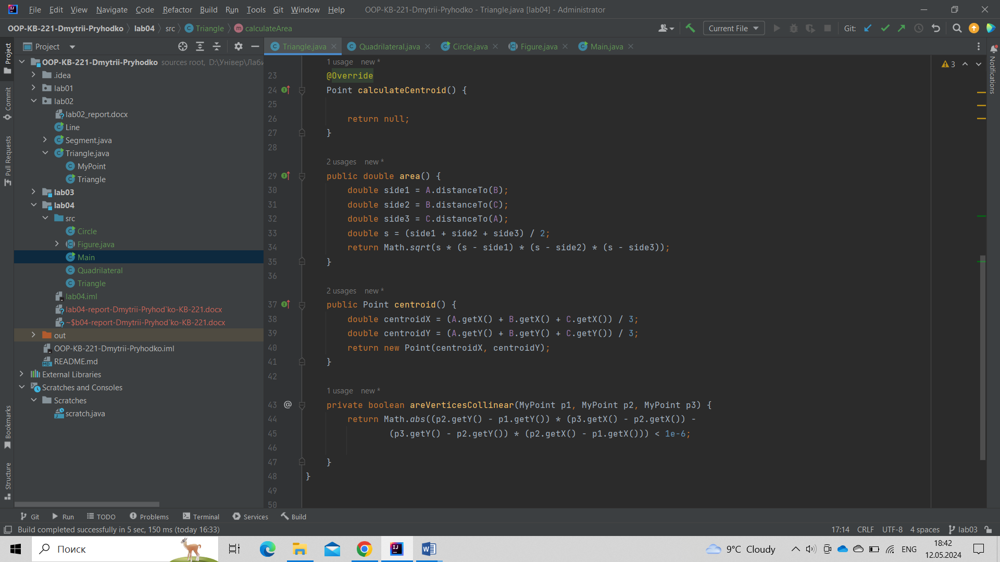 File Edit View Navigate Code Refactor Build Run Tools Git Window Help OOP-KB-221-Dmytrii-Pryhodko - Triangle.java [lab04] - Administrator
OOP-KB-221-Dmytrii-Pryhodko lab04 src Triangle calculateArea Current File Git:
Project
Triangle.java Quadrilateral.java Circle.java Figure.java Main.java
Project
Commit
Pull Requests
Bookmarks
Structure
OOP-KB-221-Dmytrii-Pryhodko sources root, D:\Універ\Лаби
.idea
lab01
lab02
lab02_report.docx
Line
Segment.java
Triangle.java
MyPoint
Triangle
lab03
lab04
src
Circle
Figure.java
Main
Quadrilateral
Triangle
lab04.iml
lab04-report-Dmytrii-Pryhod`ko-KB-221.docx
~$b04-report-Dmytrii-Pryhod`ko-KB-221.docx
out
OOP-KB-221-Dmytrii-Pryhodko.iml
README.md
External Libraries
Scratches and Consoles
Scratches
scratch.java
1 usage new *
23 @Override
24 Point calculateCentroid() {
25
26 return null;
27 }
28
2 usages new *
29 public double area() {
30 double side1 = A.distanceTo(B);
31 double side2 = B.distanceTo(C);
32 double side3 = C.distanceTo(A);
33 double s = (side1 + side2 + side3) / 2;
34 return Math.sqrt(s * (s - side1) * (s - side2) * (s - side3));
35 }
36
2 usages new *
37 public Point centroid() {
38 double centroidX = (A.getX() + B.getX() + C.getX()) / 3;
39 double centroidY = (A.getY() + B.getY() + C.getY()) / 3;
40 return new Point(centroidX, centroidY);
41 }
42
1 usage new *
43 @ private boolean areVerticesCollinear(MyPoint p1, MyPoint p2, MyPoint p3) {
44 return Math.abs((p2.getY() - p1.getY()) * (p3.getX() - p2.getX()) -
45 (p3.getY() - p2.getY()) * (p2.getX() - p1.getX())) < 1e-6;
46
47 }
48 }
49
50
3
Notifications
Git Run TODO Problems Terminal Services Build
Build completed successfully in 5 sec, 150 ms (today 16:33) 17:14 CRLF UTF-8 4 spaces lab03
Поиск 9°C Cloudy ENG 18:42
12.05.2024